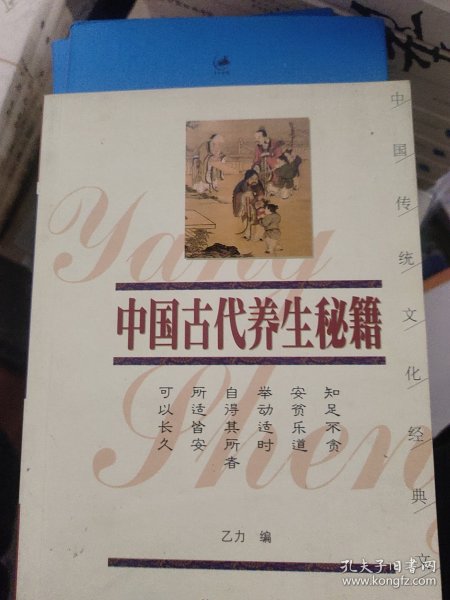 中国传统文化经典文
Yang
Sheng
中国古代养生秘籍
知足不贪
安贫乐道
举动适时
自得其所者
所适皆安
可以长久
乙力 编
孔夫子旧书网
www.kongfz.com